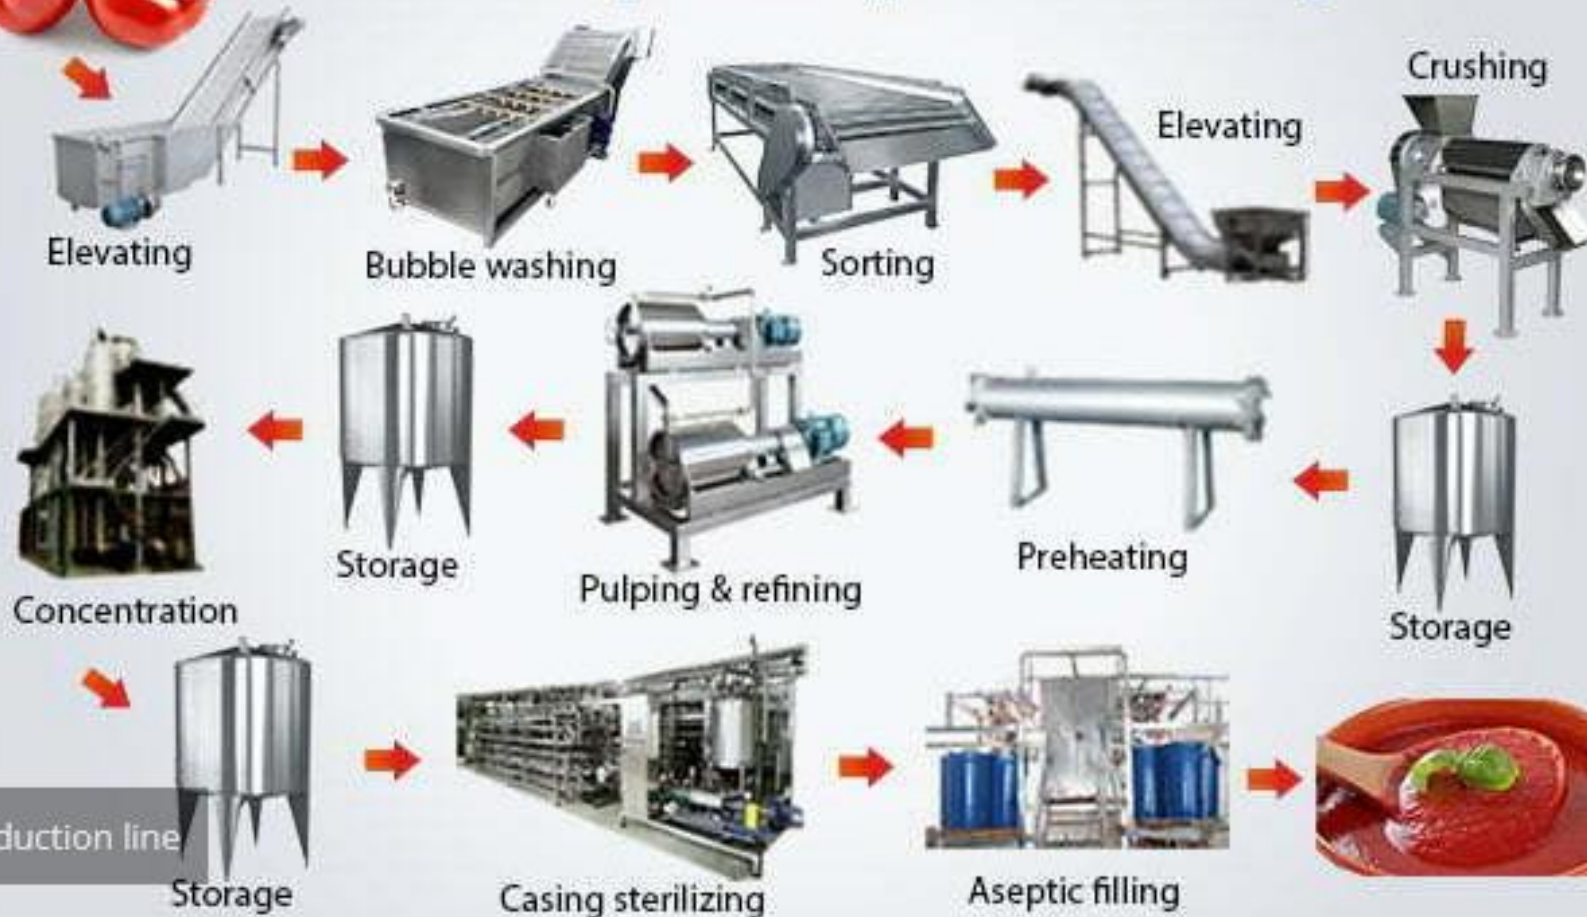 Crushing
Elevating
Elevating
Bubble washing
Sorting
Concentration
Storage
Pulping & refining
Preheating
Storage
duction line
Storage
Casing sterilizing
Aseptic filling